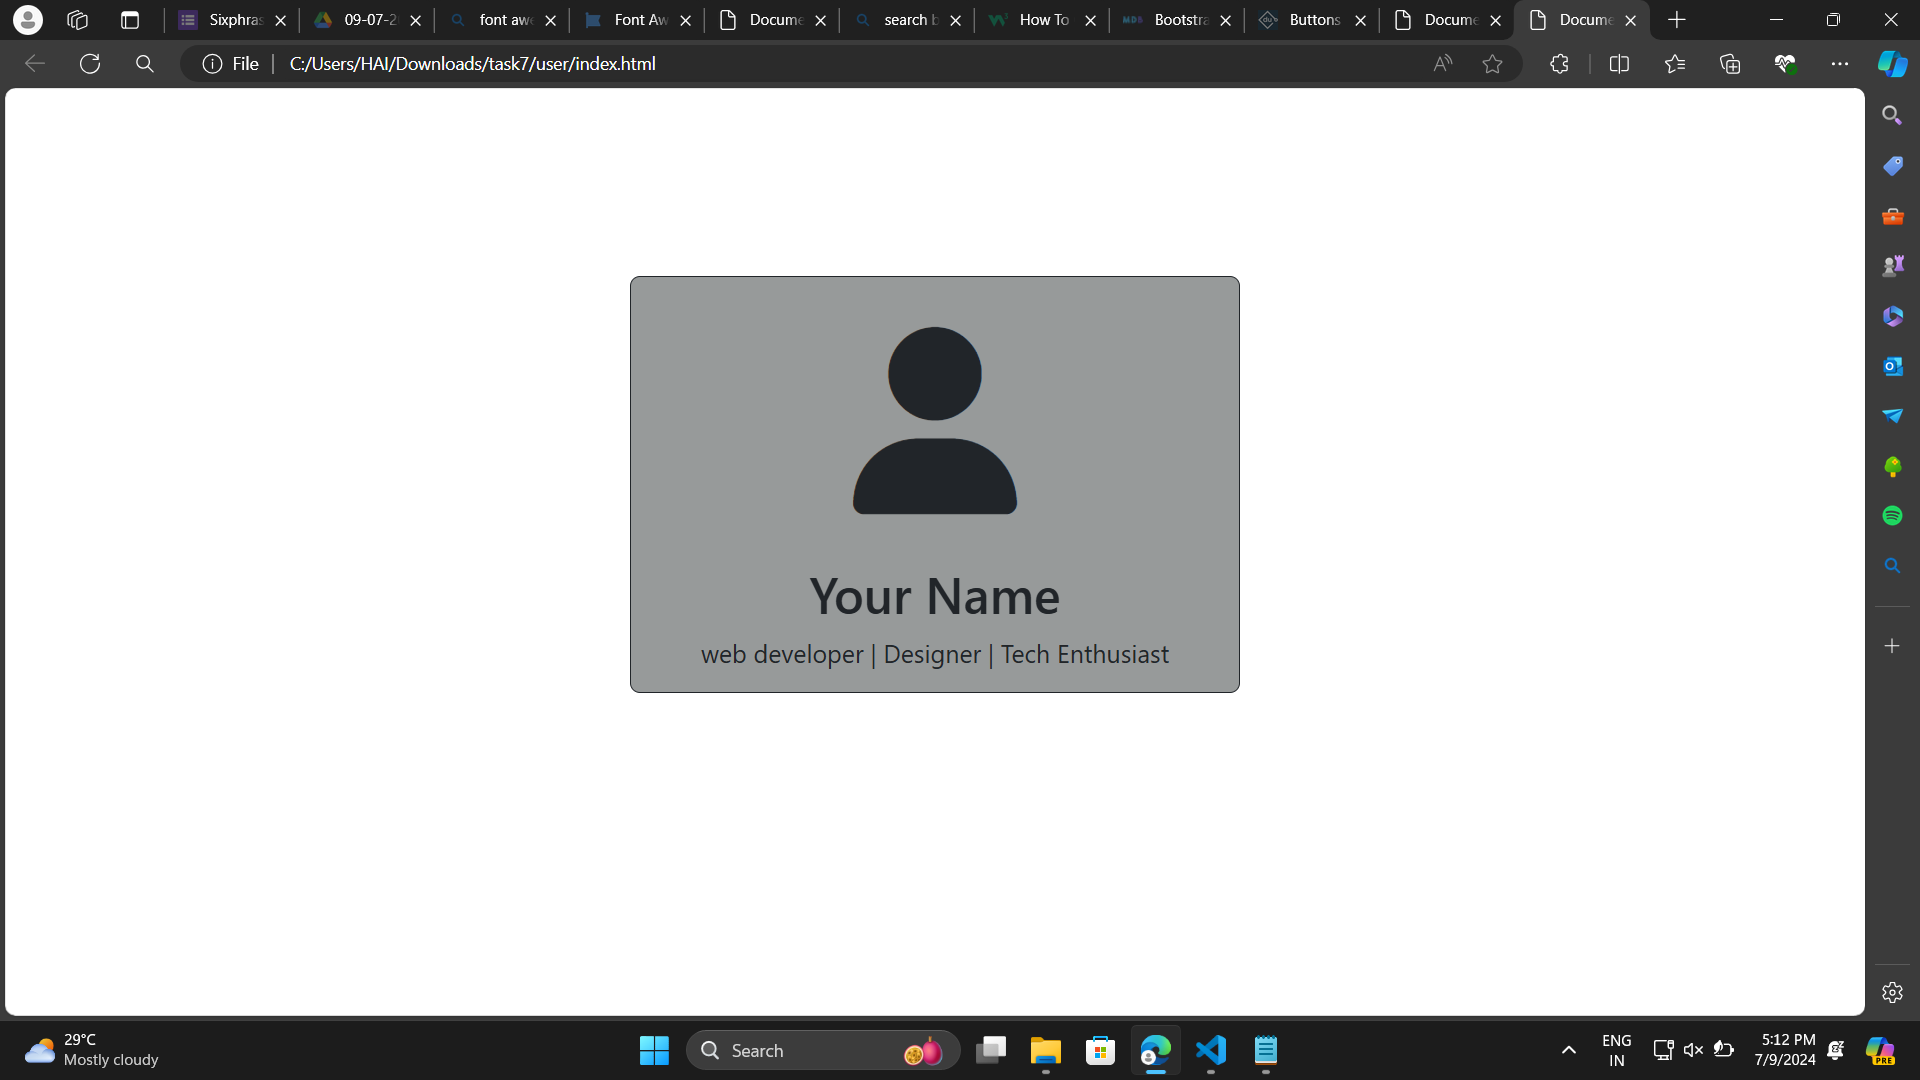 Sixphras
09-07-2
font awe
Font Aw
Docume
search b
How To
Bootstra
Buttons
Docume
Docume
File
C:/Users/HAI/Downloads/task7/user/index.html
Your Name
web developer | Designer | Tech Enthusiast
29°C
Mostly cloudy
Search
ENG
IN
5:12 PM
7/9/2024
PRE